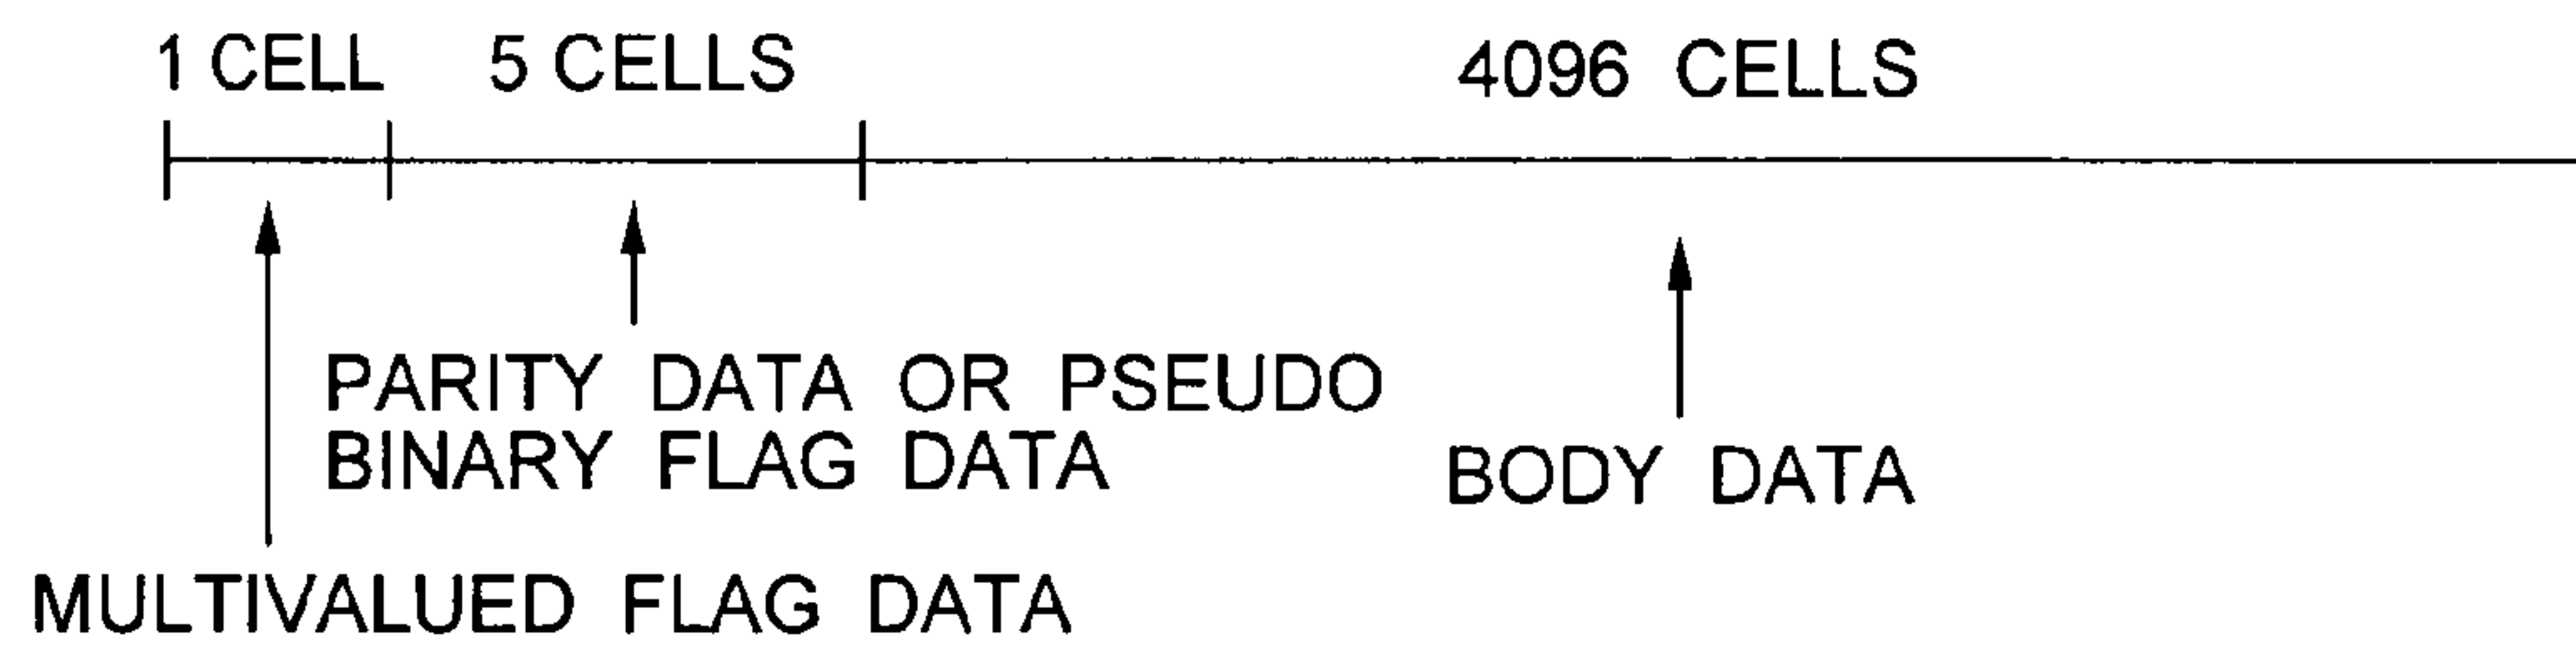 1 CELL
5 CELLS
4096 CELLS
PARITY DATA OR PSEUDO
BINARY FLAG DATA
BODY DATA
MULTIVALUED FLAG DATA